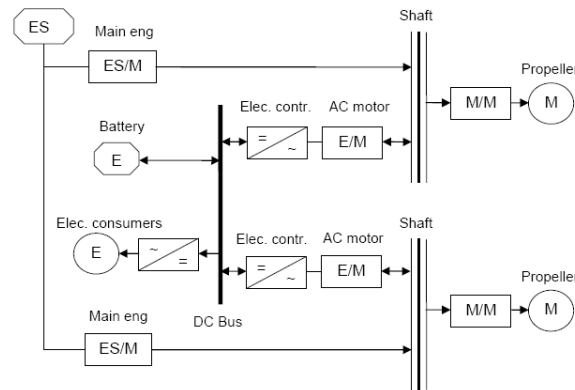 ES
Main eng
ES/M
Shaft
Propeller
M/M
M
Elec. contr.
AC motor
=
~
E/M
Battery
E
Elec. consumers
E
~
=
Shaft
Elec. contr.
AC motor
=
~
E/M
Propeller
M/M
M
DC Bus
Main eng
ES/M